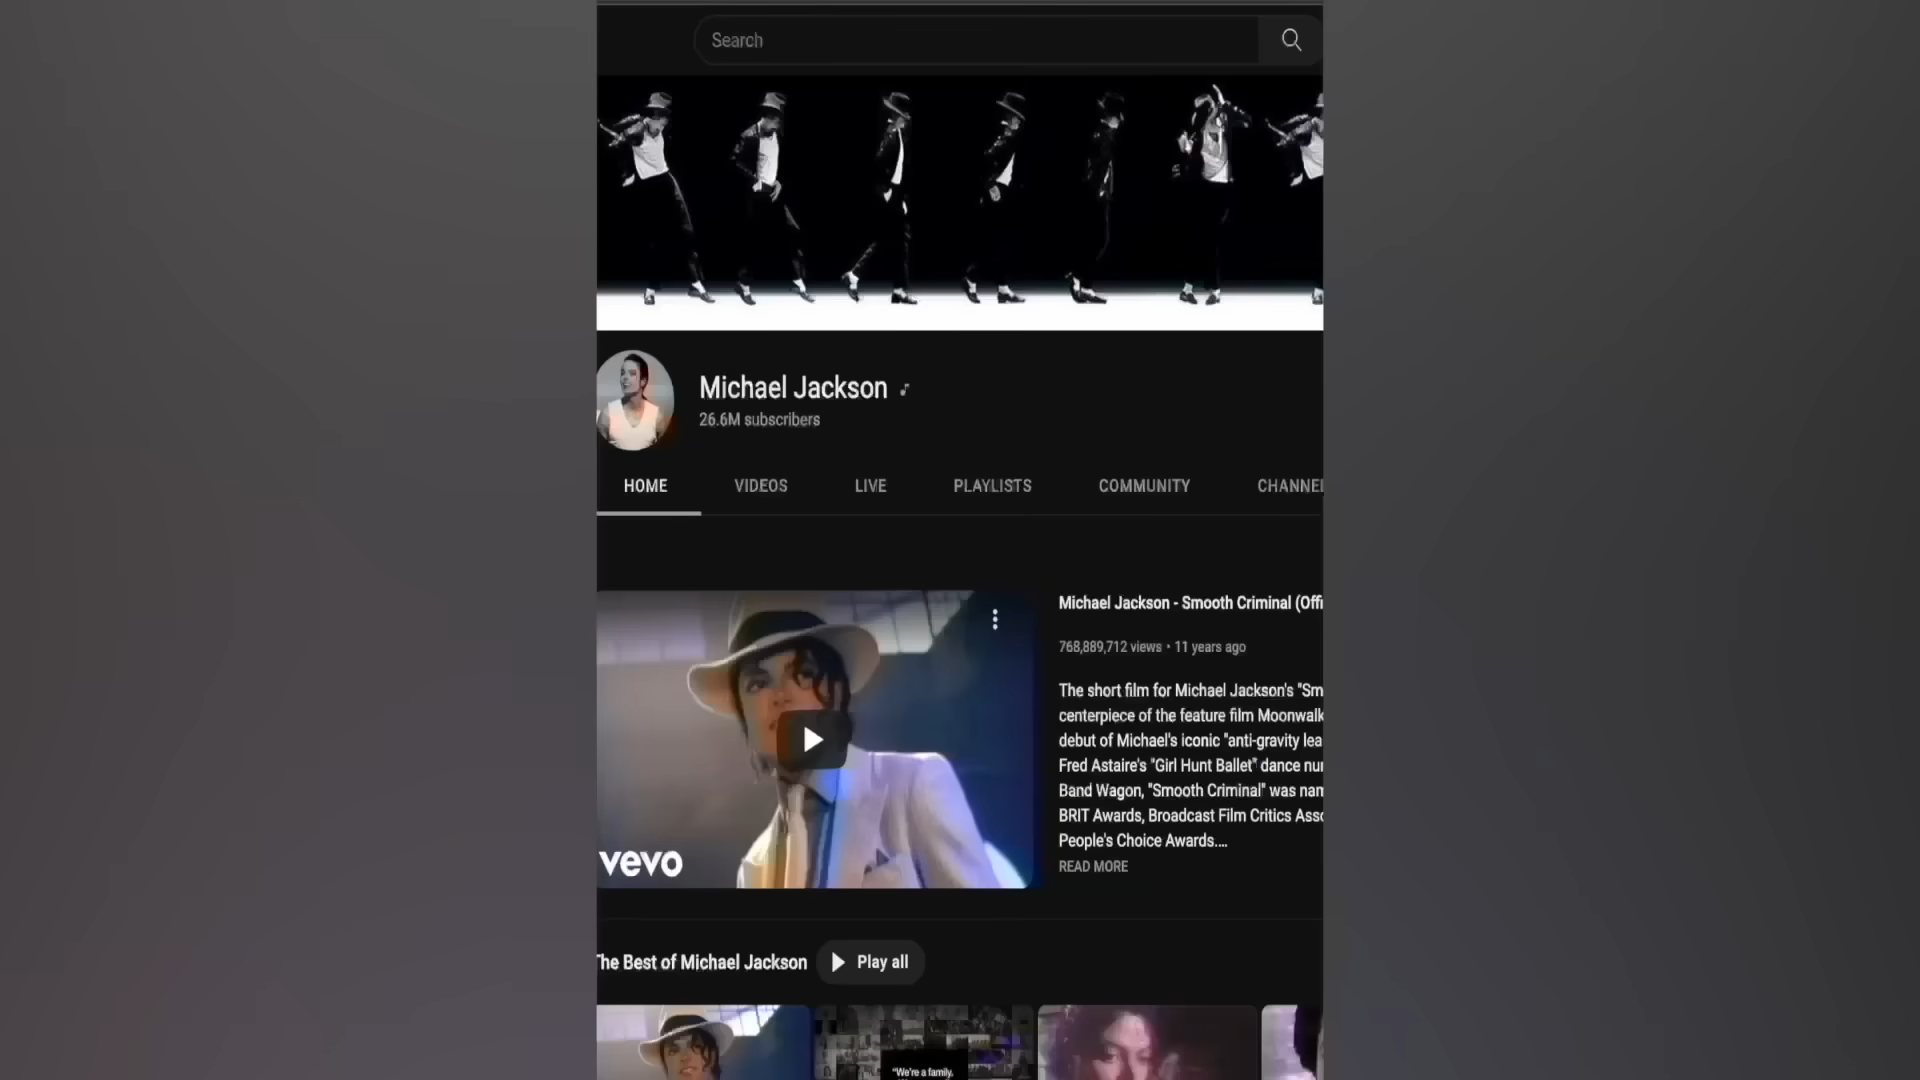 Search
Michael Jackson
26.6M subscribers
HOME VIDEOS LIVE PLAYLISTS COMMUNITY CHANNEL
Michael Jackson - Smooth Criminal (Offi
768,889,712 views • 11 years ago
The short film for Michael Jackson's "Sm
centerpiece of the feature film Moonwalk
debut of Michael's iconic "anti-gravity lea
Fred Astaire's "Girl Hunt Ballet" dance nu
Band Wagon, "Smooth Criminal" was nam
BRIT Awards, Broadcast Film Critics Asso
People's Choice Awards....
READ MORE
vevo
The Best of Michael Jackson Play all
"We're a family.